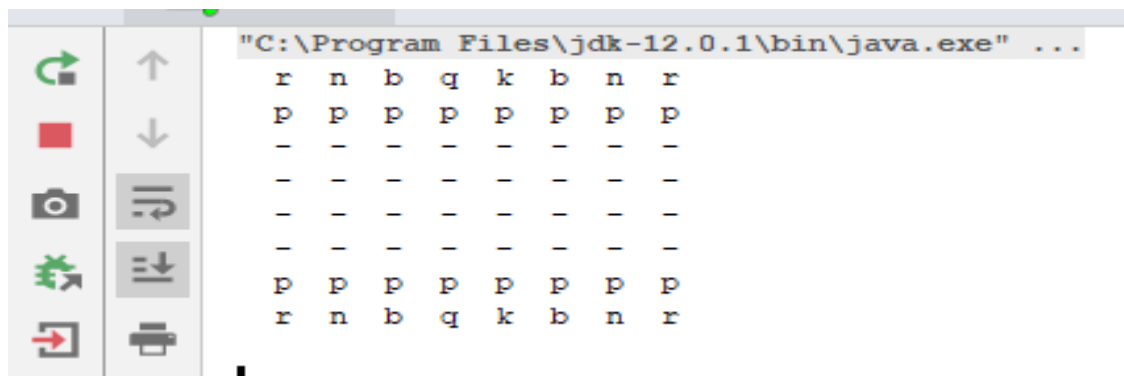 "C:\Program Files\jdk-12.0.1\bin\java.exe" ...
r n b q k b n r
p p p p p p p p
- - - - - - - -
- - - - - - - -
- - - - - - - -
- - - - - - - -
p p p p p p p p
r n b q k b n r